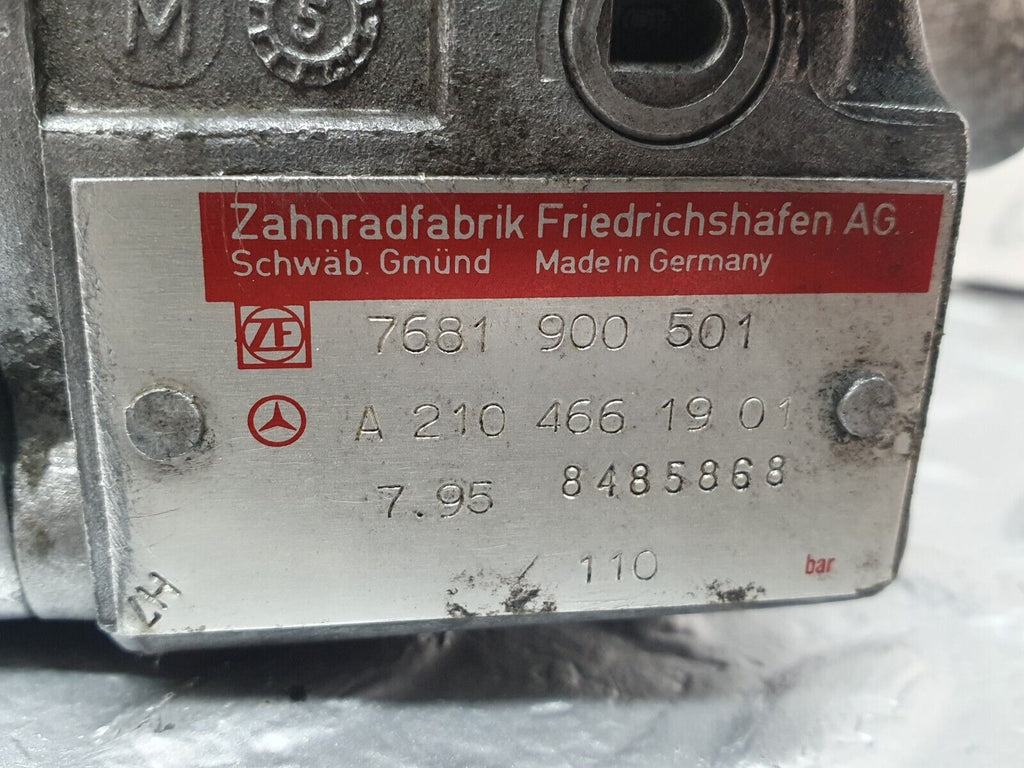 M 5
Zahnradfabrik Friedrichshafen AG.
Schwäb. Gmünd Made in Germany
ZF 7681 900 501
A 210 466 19 01
7.95 8485868
/ 110 bar